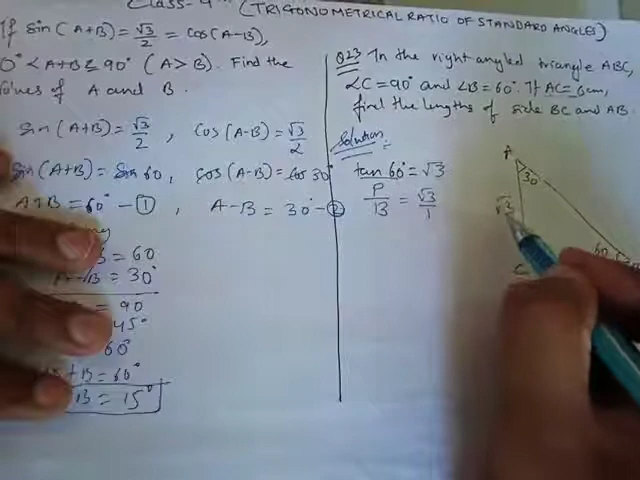 Class-9th (TRIGONOMETRICAL RATIO OF STANDARD ANGLES)
If sin(A+B) = √3/2 = cos(A-B),
0° < A+B ≤ 90° (A>B). Find the
values of A and B.
sin(A+B) = √3/2 , cos(A-B) = √3/2
Sin(A+B) = Sin 60, cos(A-B) = cos 30°
A+B = 60° - ① , A-B = 30° - ②
= 60
A-B = 30°
= 90
45°
60°
+ B = 60°
B = 15°
Q23 In the right angled triangle ABC,
∠C = 90° and ∠B = 60°. If AC = 6cm,
find the lengths of side BC and AB.
Solution:
tan 60° = √3
P/B = √3/1
A
30°
√3
60
C